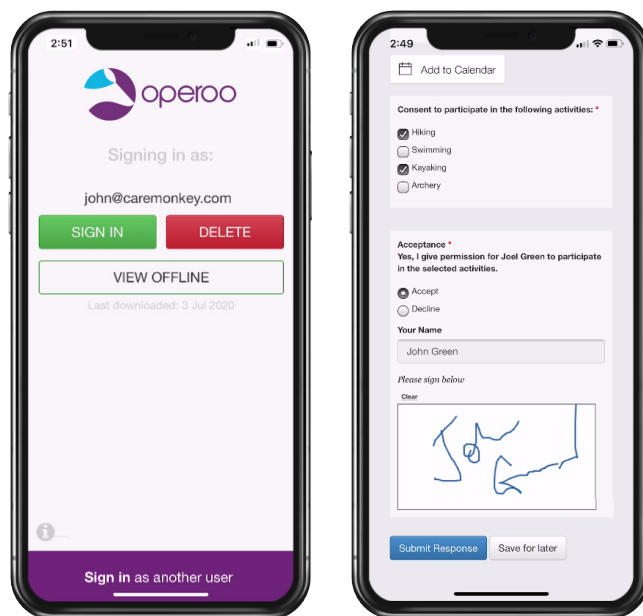 2:51
operoo
Signing in as:
john@caremonkey.com
SIGN IN
DELETE
VIEW OFFLINE
Last downloaded: 3 Jul 2020
Sign in as another user
2:49
Add to Calendar
Consent to participate in the following activities: *
Hiking
Swimming
Kayaking
Archery
Acceptance *
Yes, I give permission for Joel Green to participate
in the selected activities.
Accept
Decline
Your Name
John Green
Please sign below
Clear
Submit Response
Save for later